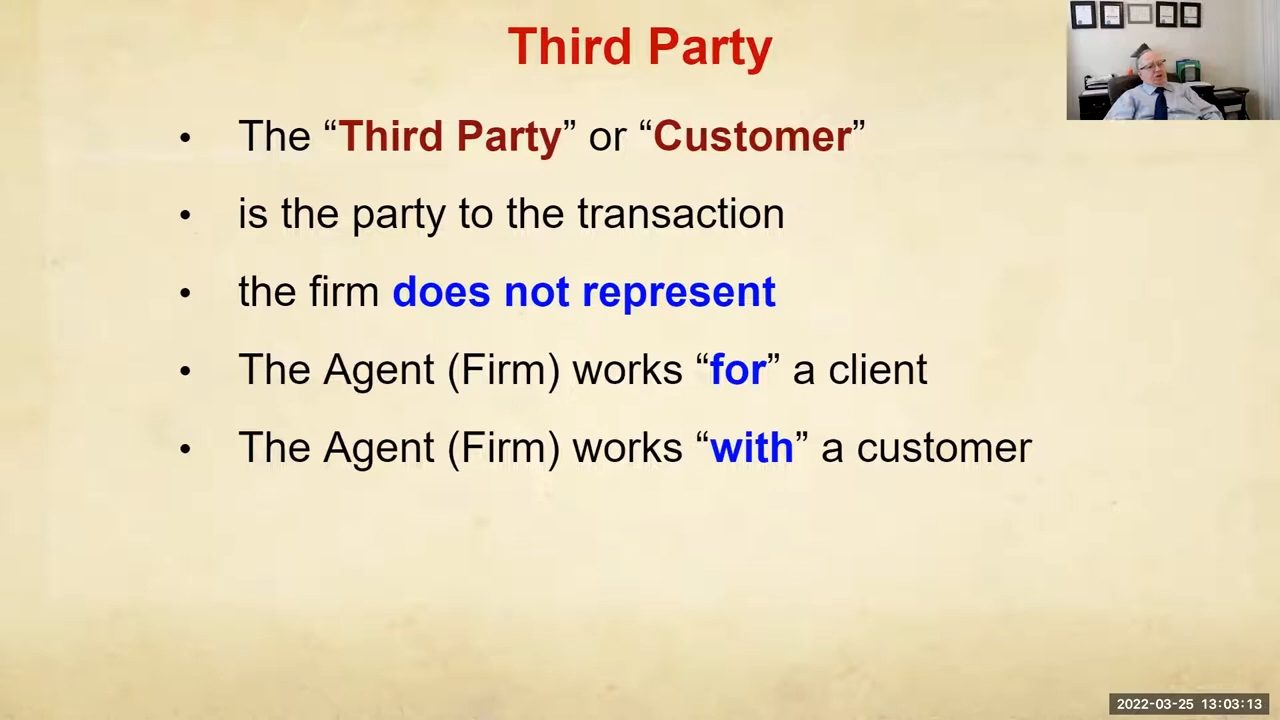 Third Party
• The “Third Party” or “Customer”
• is the party to the transaction
• the firm does not represent
• The Agent (Firm) works “for” a client
• The Agent (Firm) works “with” a customer
2022-03-25 13:03:13